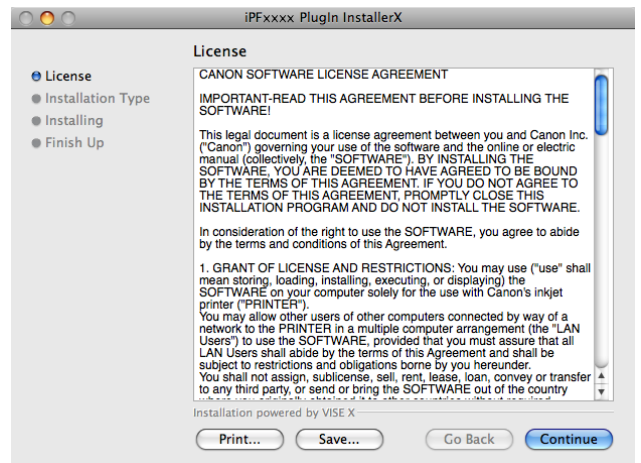 iPFxxxx PlugIn InstallerX
License
License
Installation Type
Installing
Finish Up
CANON SOFTWARE LICENSE AGREEMENT
IMPORTANT-READ THIS AGREEMENT BEFORE INSTALLING THE
SOFTWARE!
This legal document is a license agreement between you and Canon Inc.
("Canon") governing your use of the software and the online or electric
manual (collectively, the "SOFTWARE"). BY INSTALLING THE
SOFTWARE, YOU ARE DEEMED TO HAVE AGREED TO BE BOUND
BY THE TERMS OF THIS AGREEMENT. IF YOU DO NOT AGREE TO
THE TERMS OF THIS AGREEMENT, PROMPTLY CLOSE THIS
INSTALLATION PROGRAM AND DO NOT INSTALL THE SOFTWARE.
In consideration of the right to use the SOFTWARE, you agree to abide
by the terms and conditions of this Agreement.
1. GRANT OF LICENSE AND RESTRICTIONS: You may use ("use" shall
mean storing, loading, installing, executing, or displaying) the
SOFTWARE on your computer solely for the use with Canon's inkjet
printer ("PRINTER").
You may allow other users of other computers connected by way of a
network to the PRINTER in a multiple computer arrangement (the "LAN
Users") to use the SOFTWARE, provided that you must assure that all
LAN Users shall abide by the terms of this Agreement and shall be
subject to restrictions and obligations borne by you hereunder.
You shall not assign, sublicense, sell, rent, lease, loan, convey or transfer
to any third party, or send or bring the SOFTWARE out of the country
where you originally obtained it to other countries without required
Installation powered by VISE X
Print...
Save...
Go Back
Continue